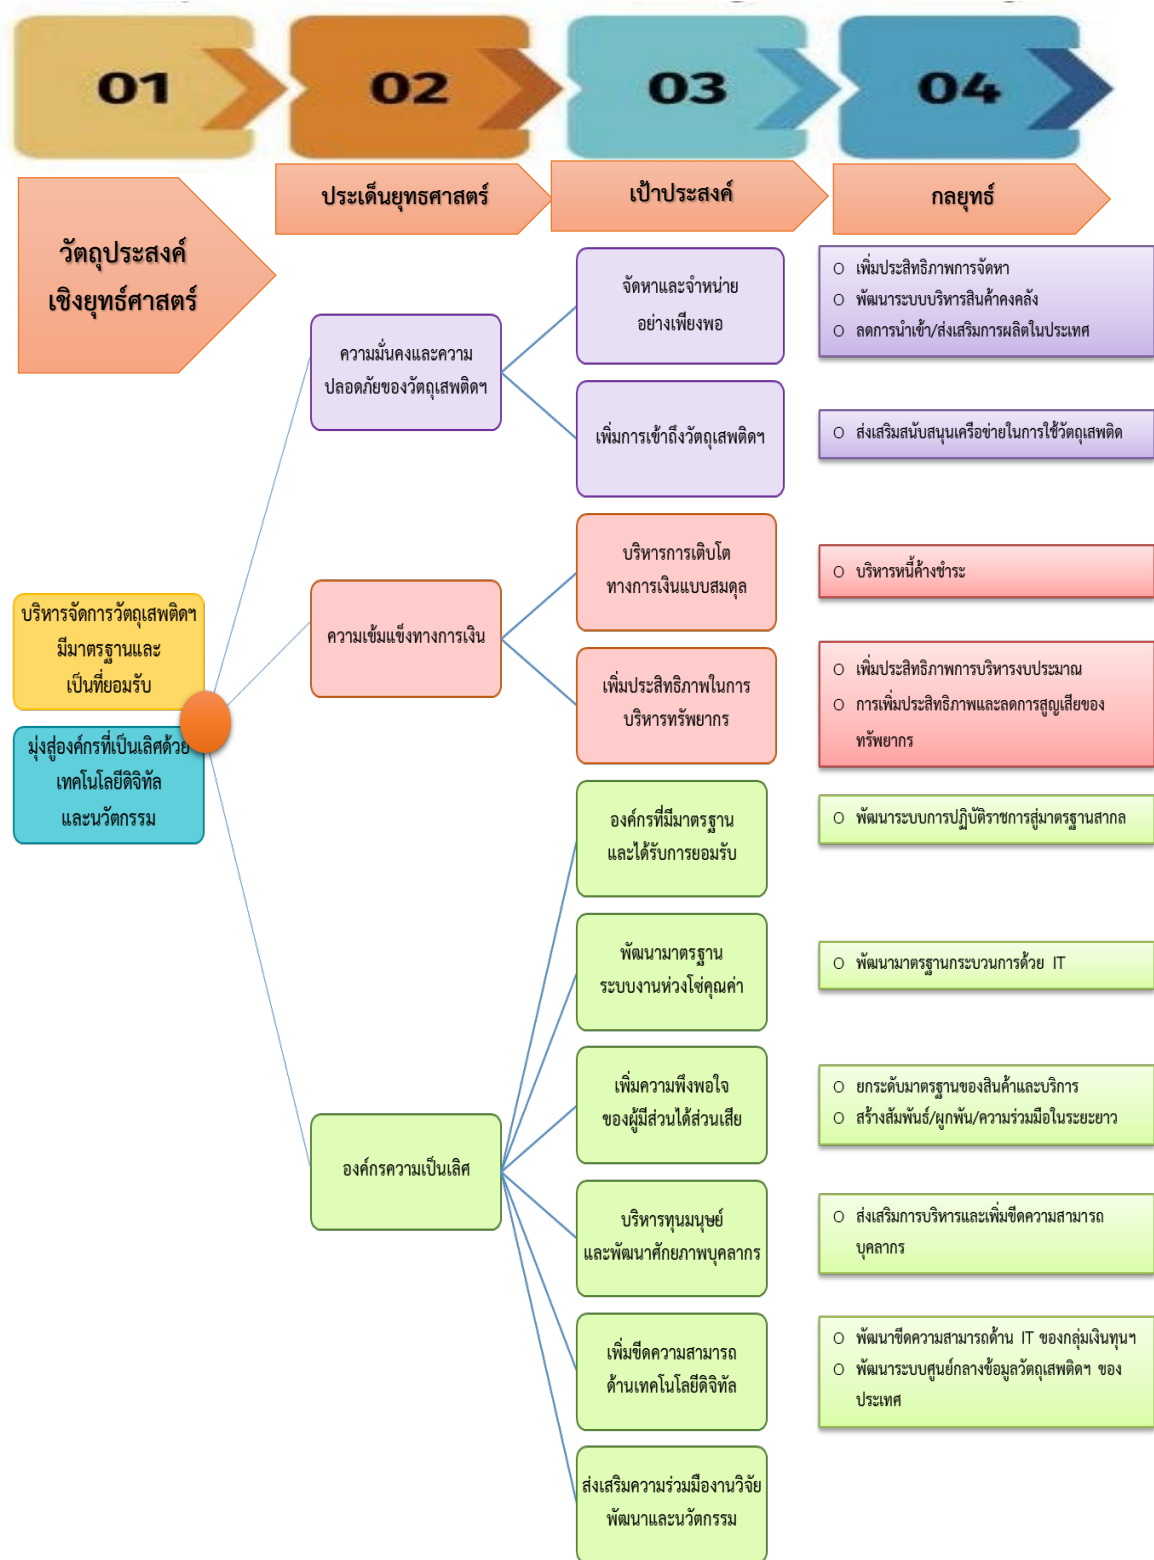 01
02
03
04
วัตถุประสงค์
เชิงยุทธ์ศาสตร์
ประเด็นยุทธศาสตร์
เป้าประสงค์
กลยุทธ์
บริหารจัดการวัตถุเสพติดฯ
มีมาตรฐานและ
เป็นที่ยอมรับ
มุ่งสู่องค์กรที่เป็นเลิศด้วย
เทคโนโลยีดิจิทัล
และนวัตกรรม
ความมั่นคงและความ
ปลอดภัยของวัตถุเสพติดฯ
จัดหาและจำหน่าย
อย่างเพียงพอ
เพิ่มประสิทธิภาพการจัดหา
พัฒนาระบบบริหารสินค้าคงคลัง
ลดการนำเข้า/ส่งเสริมการผลิตในประเทศ
เพิ่มการเข้าถึงวัตถุเสพติดฯ
ส่งเสริมสนับสนุนเครือข่ายในการใช้วัตถุเสพติด
ความเข้มแข็งทางการเงิน
บริหารการเติบโต
ทางการเงินแบบสมดุล
บริหารหนี้ค้างชำระ
เพิ่มประสิทธิภาพในการ
บริหารทรัพยากร
เพิ่มประสิทธิภาพการบริหารงบประมาณ
การเพิ่มประสิทธิภาพและลดการสูญเสียของ
ทรัพยากร
องค์กรความเป็นเลิศ
องค์กรที่มีมาตรฐาน
และได้รับการยอมรับ
พัฒนาระบบการปฏิบัติราชการสู่มาตรฐานสากล
พัฒนามาตรฐาน
ระบบงานห่วงโซ่คุณค่า
พัฒนามาตรฐานกระบวนการด้วย IT
เพิ่มความพึงพอใจ
ของผู้มีส่วนได้ส่วนเสีย
ยกระดับมาตรฐานของสินค้าและบริการ
สร้างสัมพันธ์/ผูกพัน/ความร่วมมือในระยะยาว
บริหารทุนมนุษย์
และพัฒนาศักยภาพบุคลากร
ส่งเสริมการบริหารและเพิ่มขีดความสามารถ
บุคลากร
เพิ่มขีดความสามารถ
ด้านเทคโนโลยีดิจิทัล
พัฒนาขีดความสามารถด้าน IT ของกลุ่มเงินทุนฯ
พัฒนาระบบศูนย์กลางข้อมูลวัตถุเสพติดฯ ของ
ประเทศ
ส่งเสริมความร่วมมืองานวิจัย
พัฒนาและนวัตกรรม